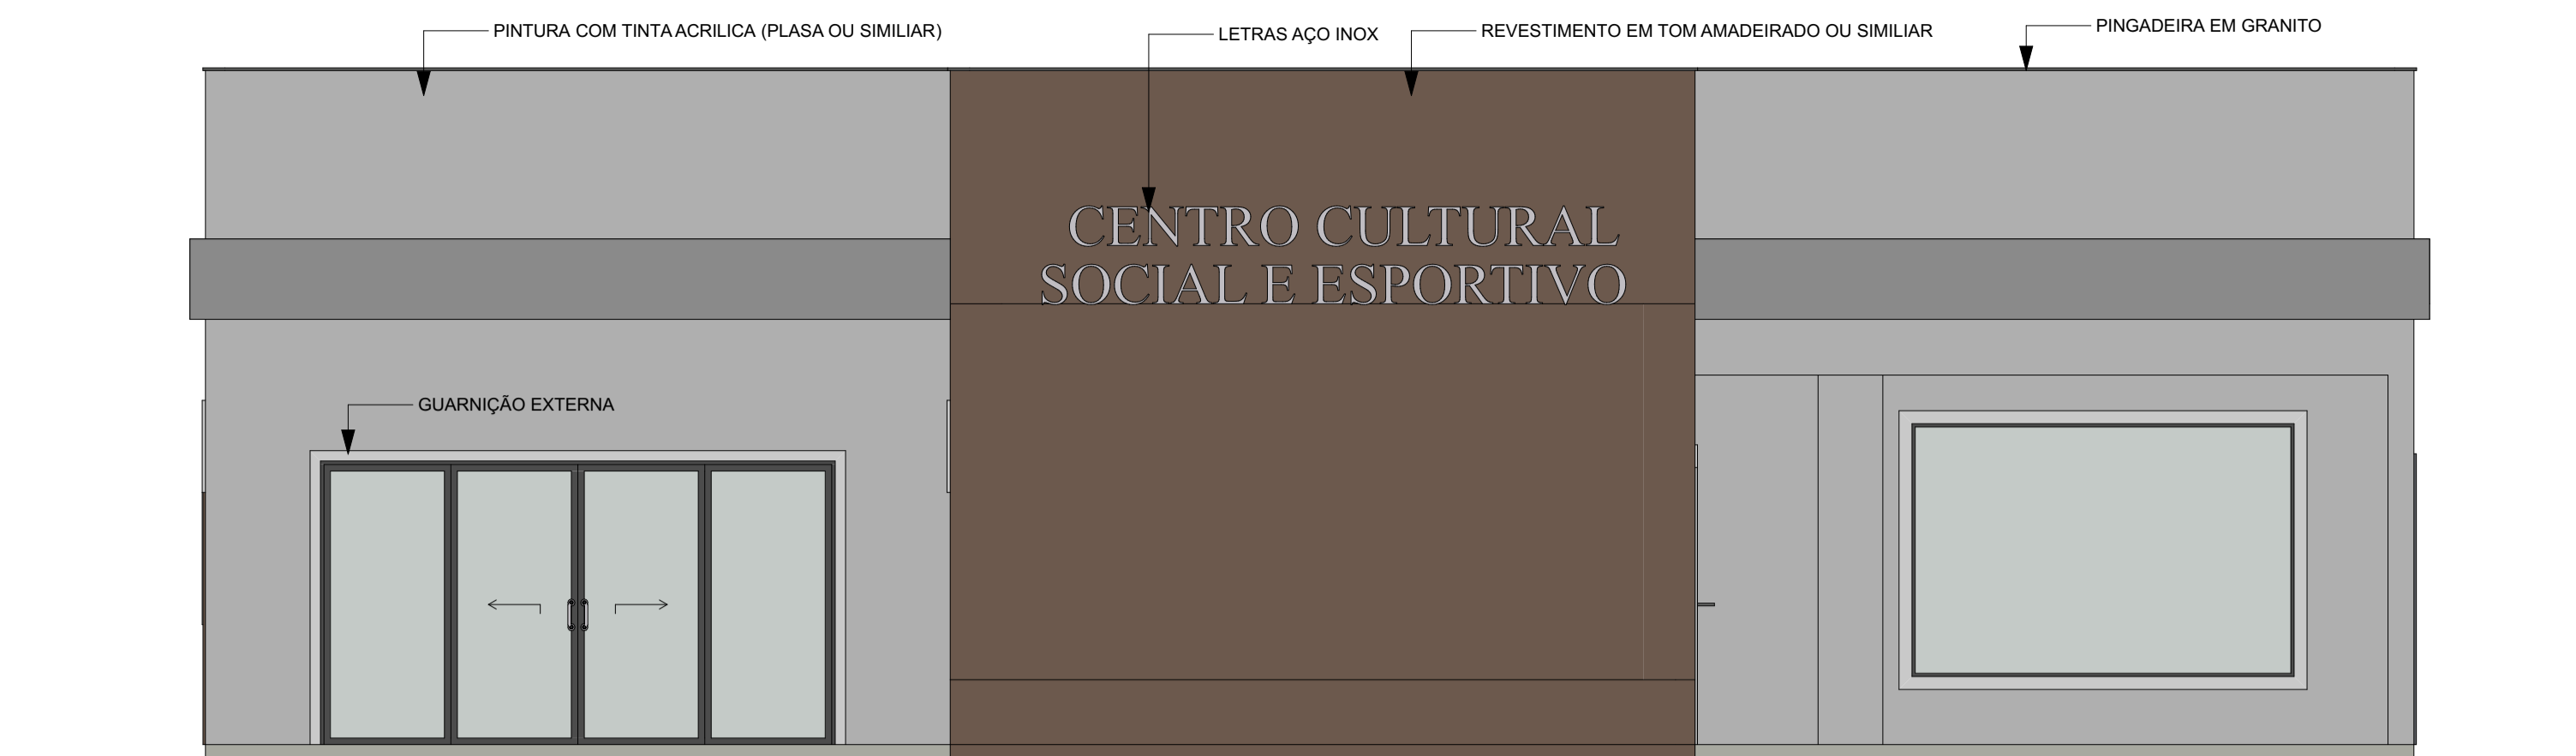 PINTURA COM TINTA ACRILICA (PLASA OU SIMILIAR)
LETRAS AÇO INOX
REVESTIMENTO EM TOM AMADEIRADO OU SIMILIAR
PINGADEIRA EM GRANITO
CENTRO CULTURAL
SOCIAL E ESPORTIVO
GUARNIÇÃO EXTERNA